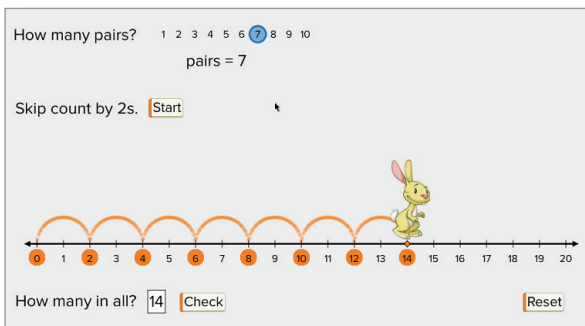 How many pairs? 1 2 3 4 5 6 7 8 9 10
pairs = 7
Skip count by 2s. Start
0 1 2 3 4 5 6 7 8 9 10 11 12 13 14 15 16 17 18 19 20
How many in all? 14 Check Reset